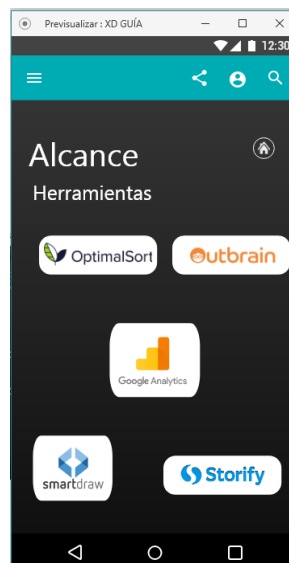 Previsualizar : XD GUÍA
12:30
Alcance
Herramientas
OptimalSort
Outbrain
Google Analytics
smartdraw
Storify